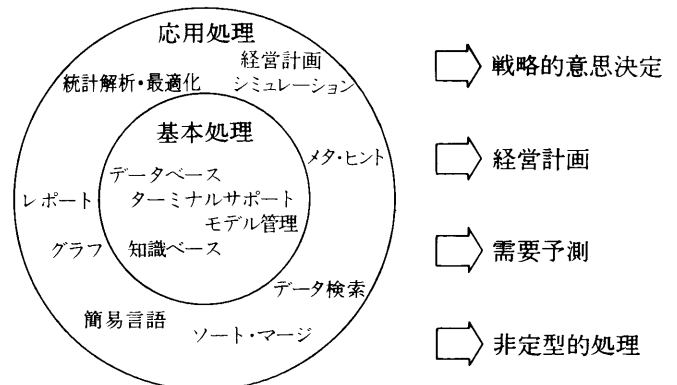 応用処理
経営計画
シミュレーション
統計解析・最適化
基本処理
メタ・ヒント
データベース
ターミナルサポート
モデル管理
知識ベース
レポート
グラフ
データ検索
簡易言語
ソート・マージ
戦略的意思決定
経営計画
需要予測
非定型的処理